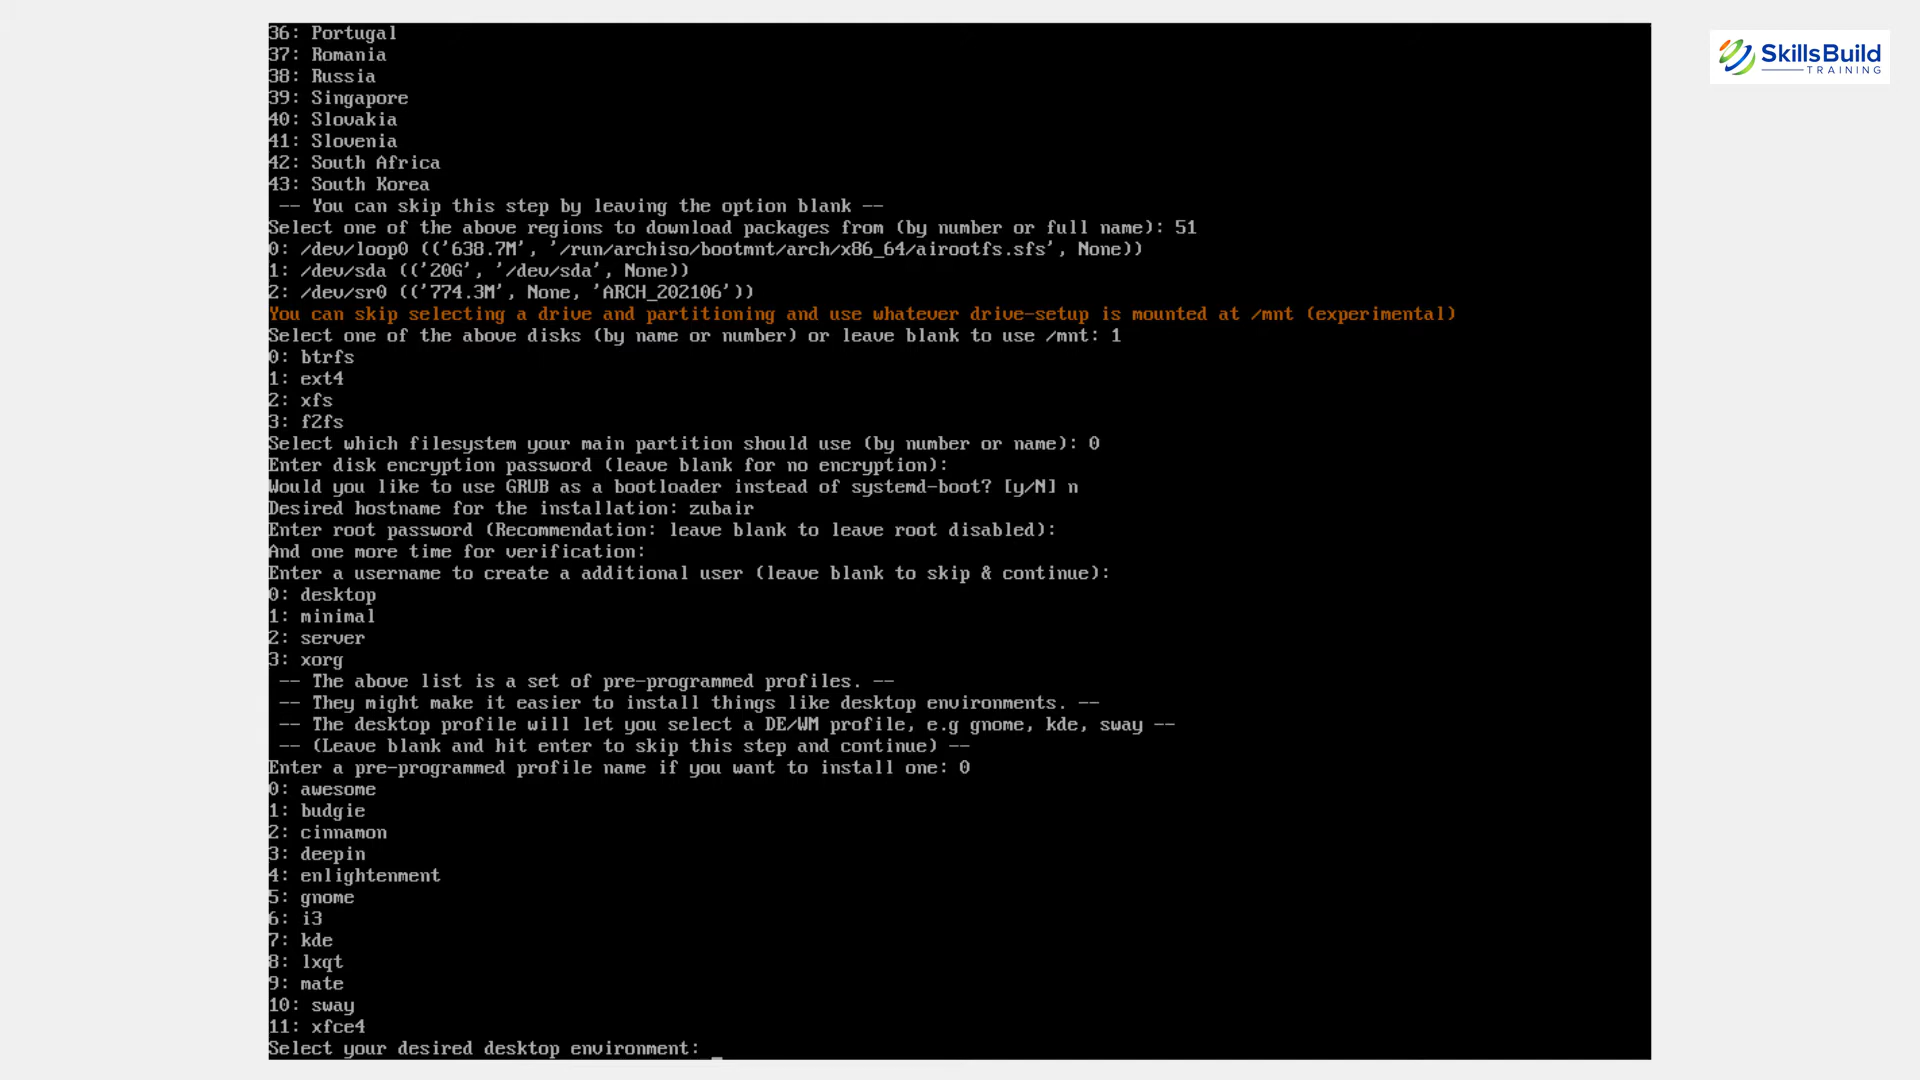 36: Portugal
37: Romania
38: Russia
39: Singapore
40: Slovakia
41: Slovenia
42: South Africa
43: South Korea
-- You can skip this step by leaving the option blank --
Select one of the above regions to download packages from (by number or full name): 51
0: /dev/loop0 (('638.7M', '/run/archiso/bootmnt/arch/x86_64/airootfs.sfs', None))
1: /dev/sda (('20G', '/dev/sda', None))
2: /dev/sr0 (('774.3M', None, 'ARCH_202106'))
You can skip selecting a drive and partitioning and use whatever drive-setup is mounted at /mnt (experimental)
Select one of the above disks (by name or number) or leave blank to use /mnt: 1
0: btrfs
1: ext4
2: xfs
3: f2fs
Select which filesystem your main partition should use (by number or name): 0
Enter disk encryption password (leave blank for no encryption):
Would you like to use GRUB as a bootloader instead of systemd-boot? [y/N] n
Desired hostname for the installation: zubair
Enter root password (Recommendation: leave blank to leave root disabled):
And one more time for verification:
Enter a username to create a additional user (leave blank to skip & continue):
0: desktop
1: minimal
2: server
3: xorg
-- The above list is a set of pre-programmed profiles. --
-- They might make it easier to install things like desktop environments. --
-- The desktop profile will let you select a DE/WM profile, e.g gnome, kde, sway --
-- (Leave blank and hit enter to skip this step and continue) --
Enter a pre-programmed profile name if you want to install one: 0
0: awesome
1: budgie
2: cinnamon
3: deepin
4: enlightenment
5: gnome
6: i3
7: kde
8: lxqt
9: mate
10: sway
11: xfce4
Select your desired desktop environment: _
SkillsBuild
TRAINING